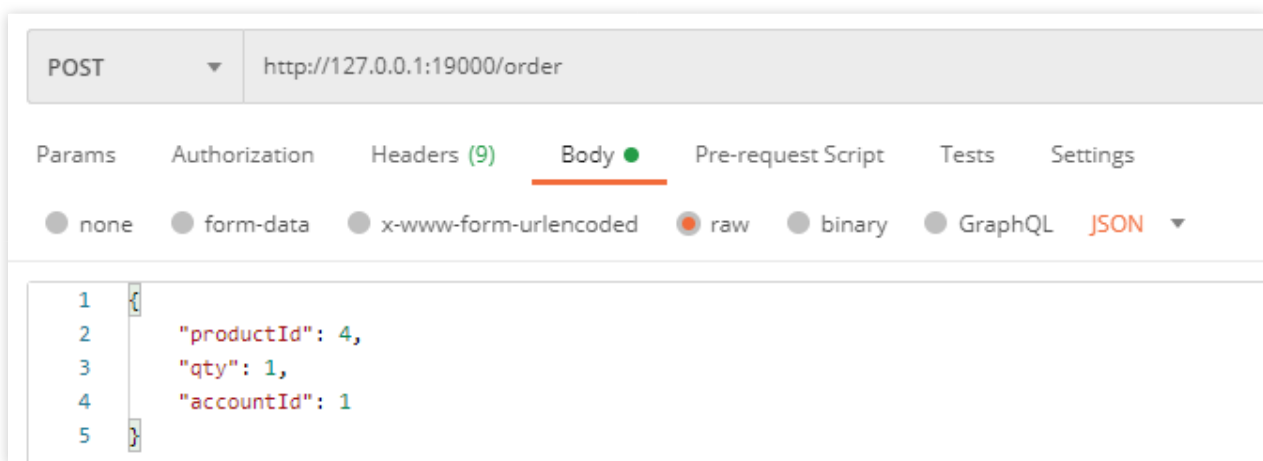 POST http://127.0.0.1:19000/order
Params Authorization Headers (9) Body Pre-request Script Tests Settings
none form-data x-www-form-urlencoded raw binary GraphQL JSON
1 {
2 "productId": 4,
3 "qty": 1,
4 "accountId": 1
5 }